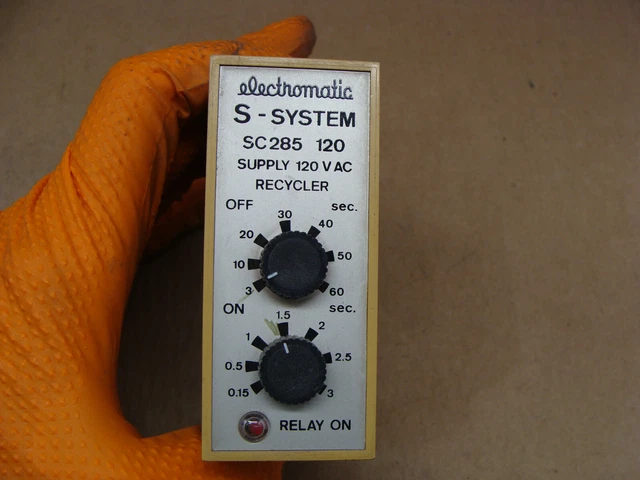 electromatic
S-SYSTEM
SC285 120
SUPPLY 120 VAC
RECYCLER
OFF sec.
30
20 40
10 50
3 60
ON sec.
1.5
1 2
0.5 2.5
0.15 3
RELAY ON